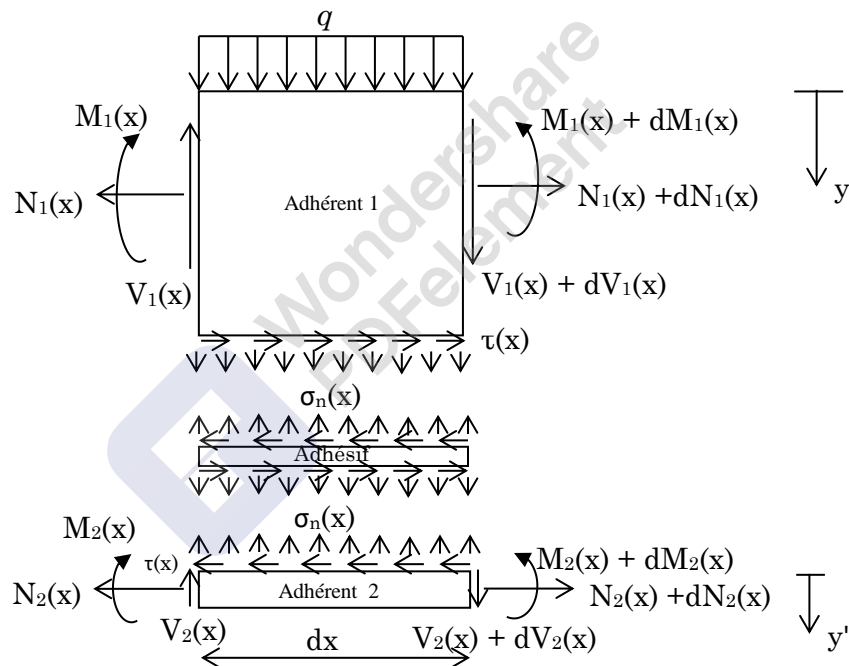 q
M₁(x)
M₁(x) + dM₁(x)
N₁(x)
Adhérent 1
N₁(x) +dN₁(x)
y
V₁(x)
V₁(x) + dV₁(x)
τ(x)
σₙ(x)
Adhésif
σₙ(x)
M₂(x)
τ(x)
M₂(x) + dM₂(x)
N₂(x)
Adhérent 2
N₂(x) +dN₂(x)
V₂(x)
dx
V₂(x) + dV₂(x)
y'
Wondershare
PDFelement